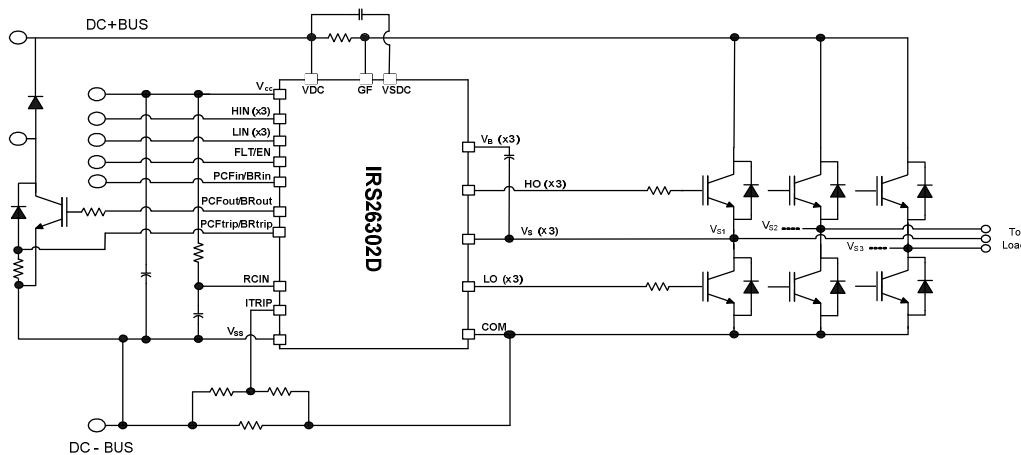 DC+BUS
VDC
GF
VSDC
Vcc
HIN (x3)
LIN (x3)
FLT/EN
PCFin/BRin
PCFout/BRout
PCFtrip/BRtrip
RCIN
ITRIP
Vss
IRS26302D
VB (x3)
HO (x3)
VS (x3)
LO (x3)
COM
VS1
VS2
VS3
To
Load
DC - BUS